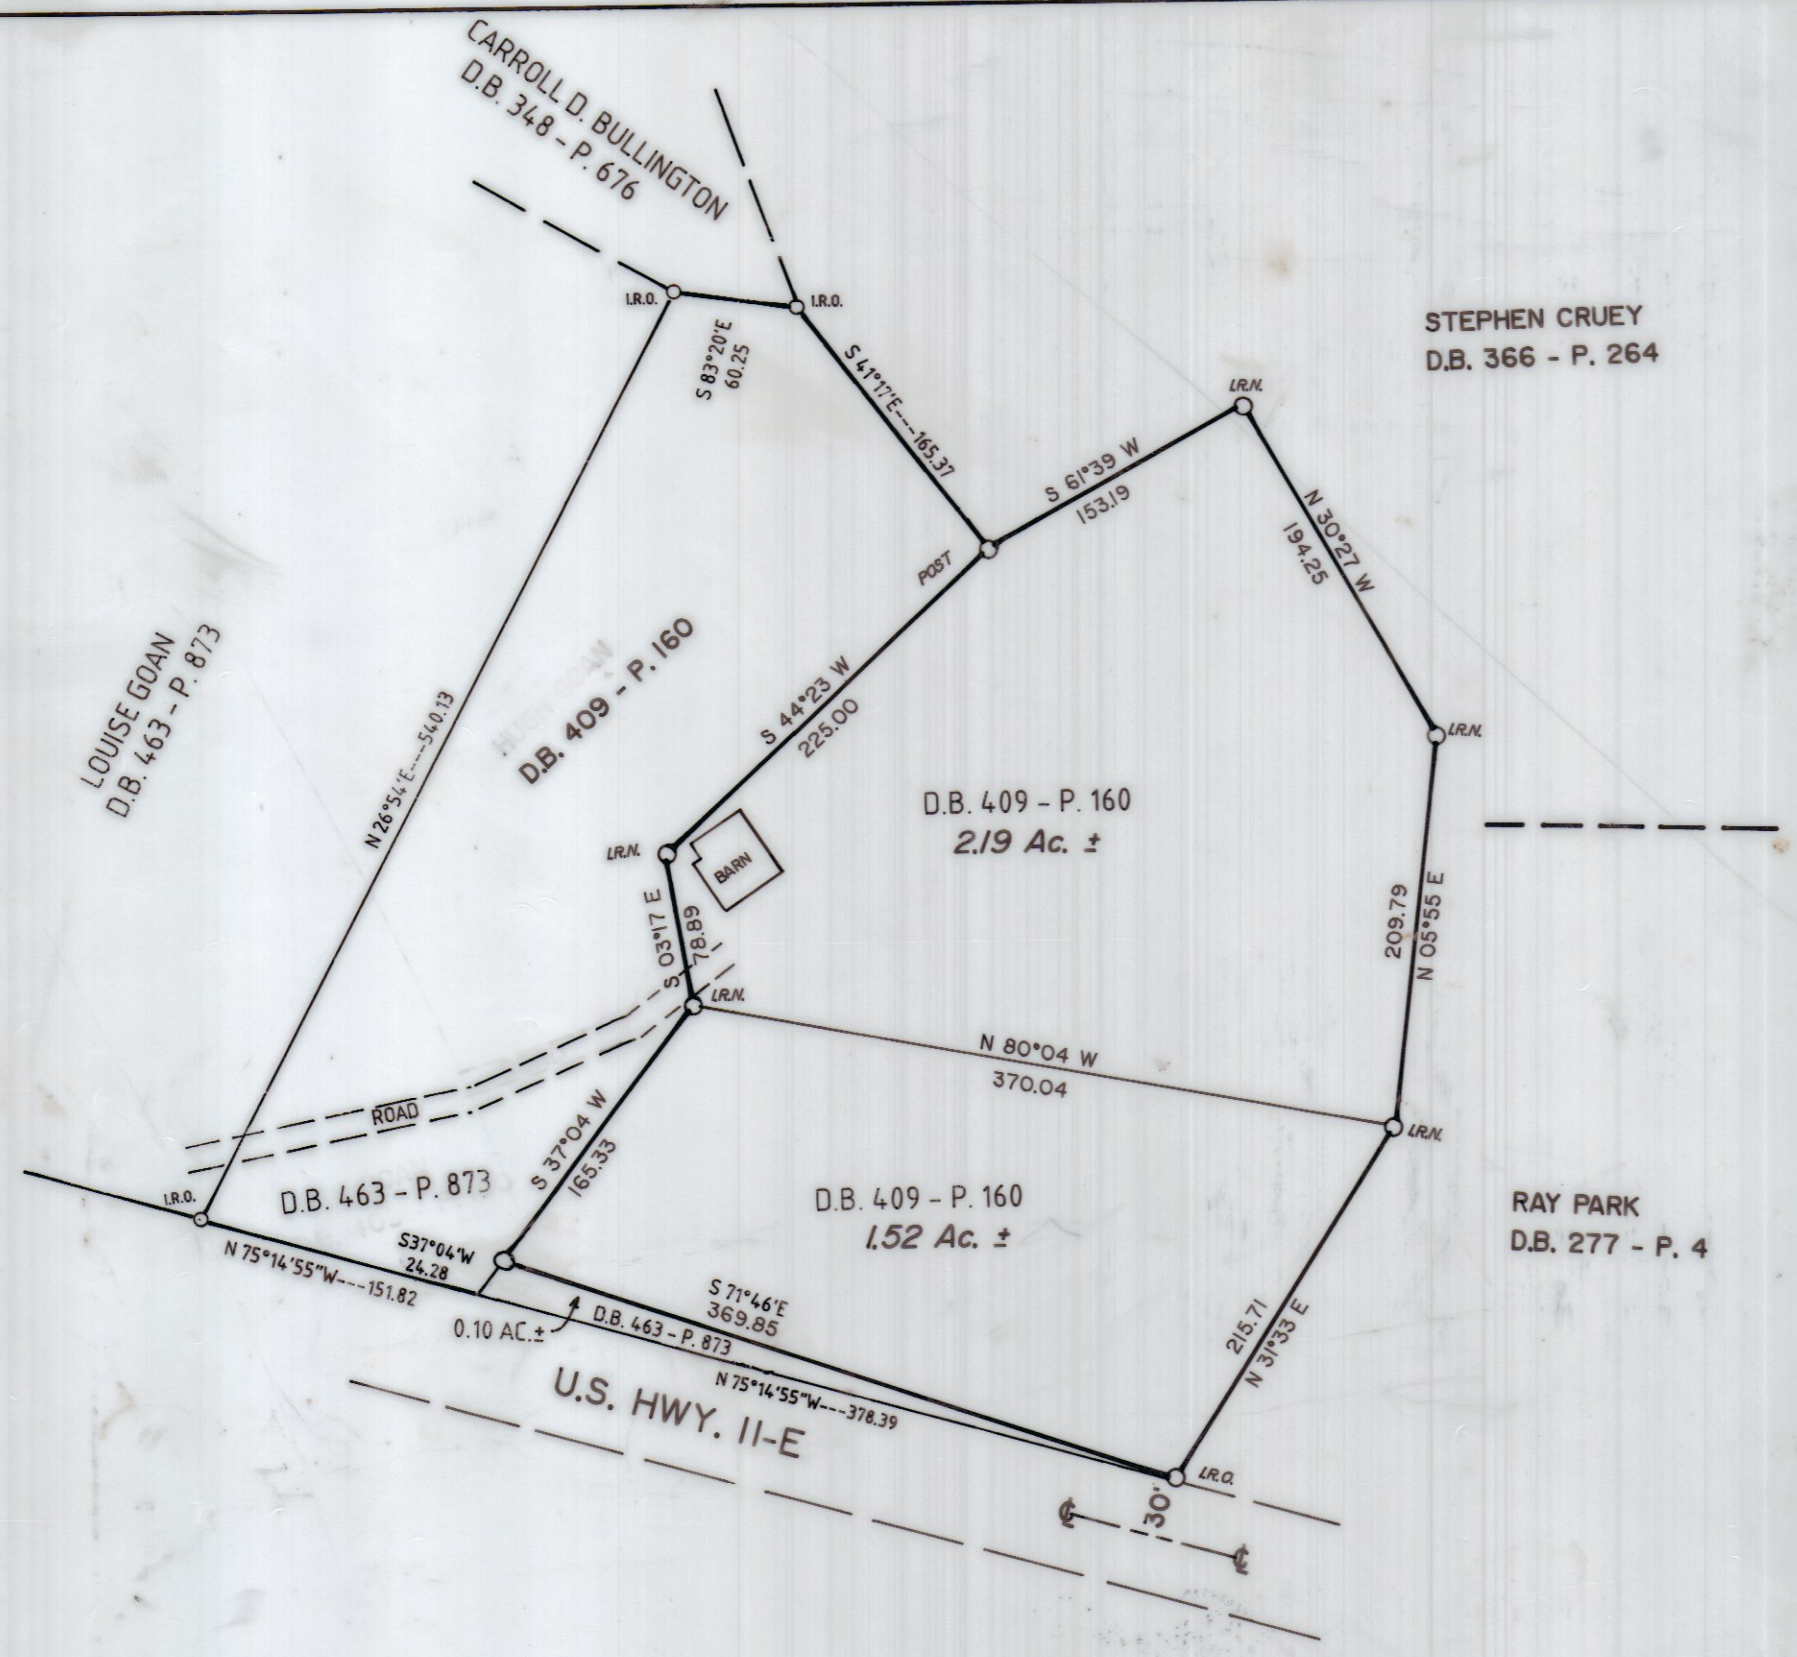 CARROLL D. BULLINGTON
D.B. 348 - P. 676
I.R.O.
I.R.O.
S 83°20'E
60.25
S 41°17'E---165.37
STEPHEN CRUEY
D.B. 366 - P. 264
I.R.N.
S 61°39 W
153.19
N 30°27 W
194.25
POST
LOUISE GOAN
D.B. 463 - P. 873
N 26°54'E----540.13
D.B. 409 - P. 160
S 44°23 W
225.00
I.R.N.
D.B. 409 - P. 160
2.19 Ac. ±
I.R.N.
BARN
S 03°17 E
78.89
209.79
N 05°55 E
I.R.N.
N 80°04 W
370.04
ROAD
I.R.N.
S 37°04 W
165.33
I.R.O.
D.B. 463 - P. 873
D.B. 409 - P. 160
1.52 Ac. ±
RAY PARK
D.B. 277 - P. 4
S37°04'W
24.28
N 75°14'55"W---151.82
S 71°46'E
369.85
0.10 AC.±
D.B. 463 - P. 873
N 75°14'55"W---378.39
215.71
N 31°33 E
U.S. HWY. 11-E
I.R.O.
30'
℄
℄